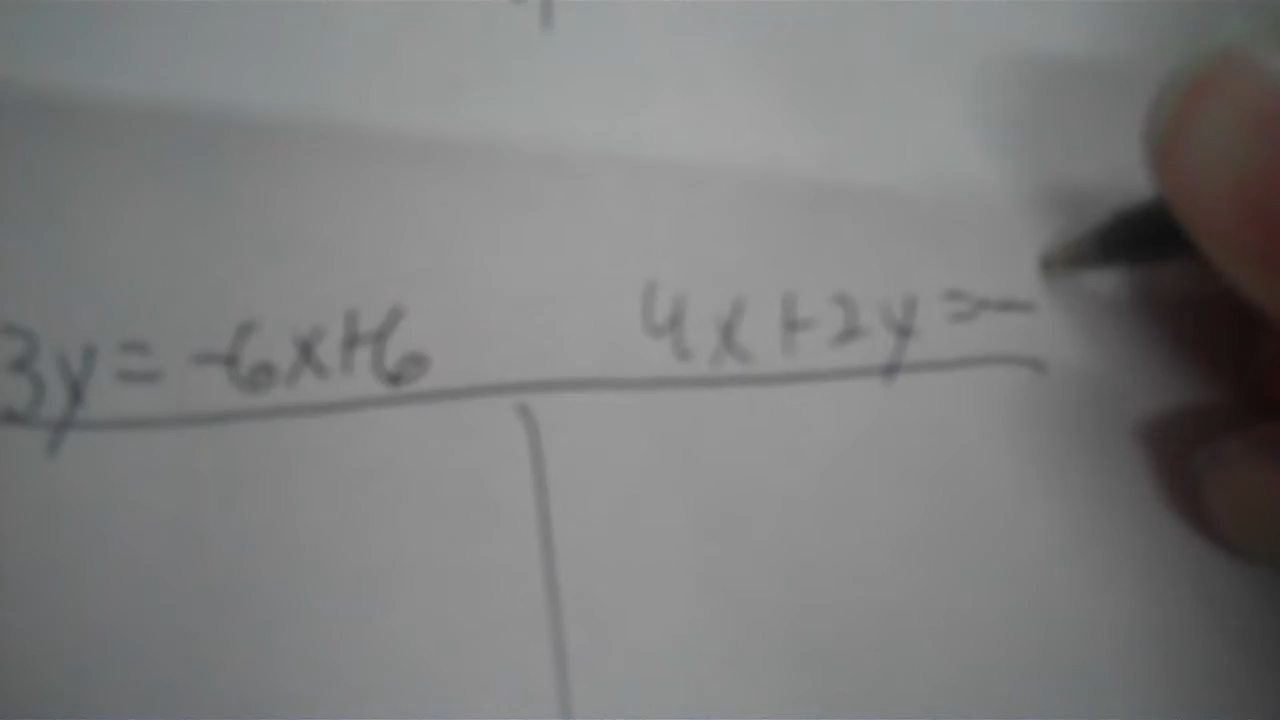 3y = -6x+6 4x+2y = -